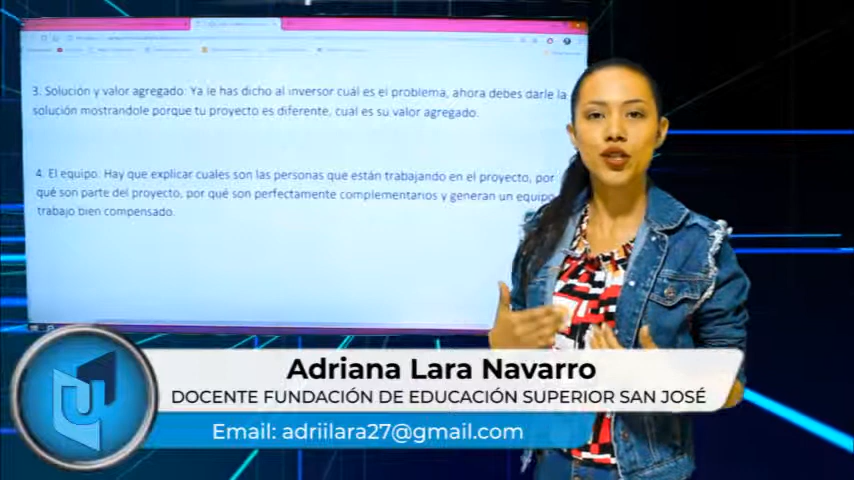 3. Solución y valor agregado: Ya le has dicho al inversor cuál es el problema, ahora debes darle la
solución mostrandole porque tu proyecto es diferente, cuál es su valor agregado.
4. El equipo: Hay que explicar cuales son las personas que están trabajando en el proyecto, por
qué son parte del proyecto, por qué son perfectamente complementarios y generan un equipo
trabajo bien compensado.
Adriana Lara Navarro
DOCENTE FUNDACIÓN DE EDUCACIÓN SUPERIOR SAN JOSÉ
Email: adriilara27@gmail.com